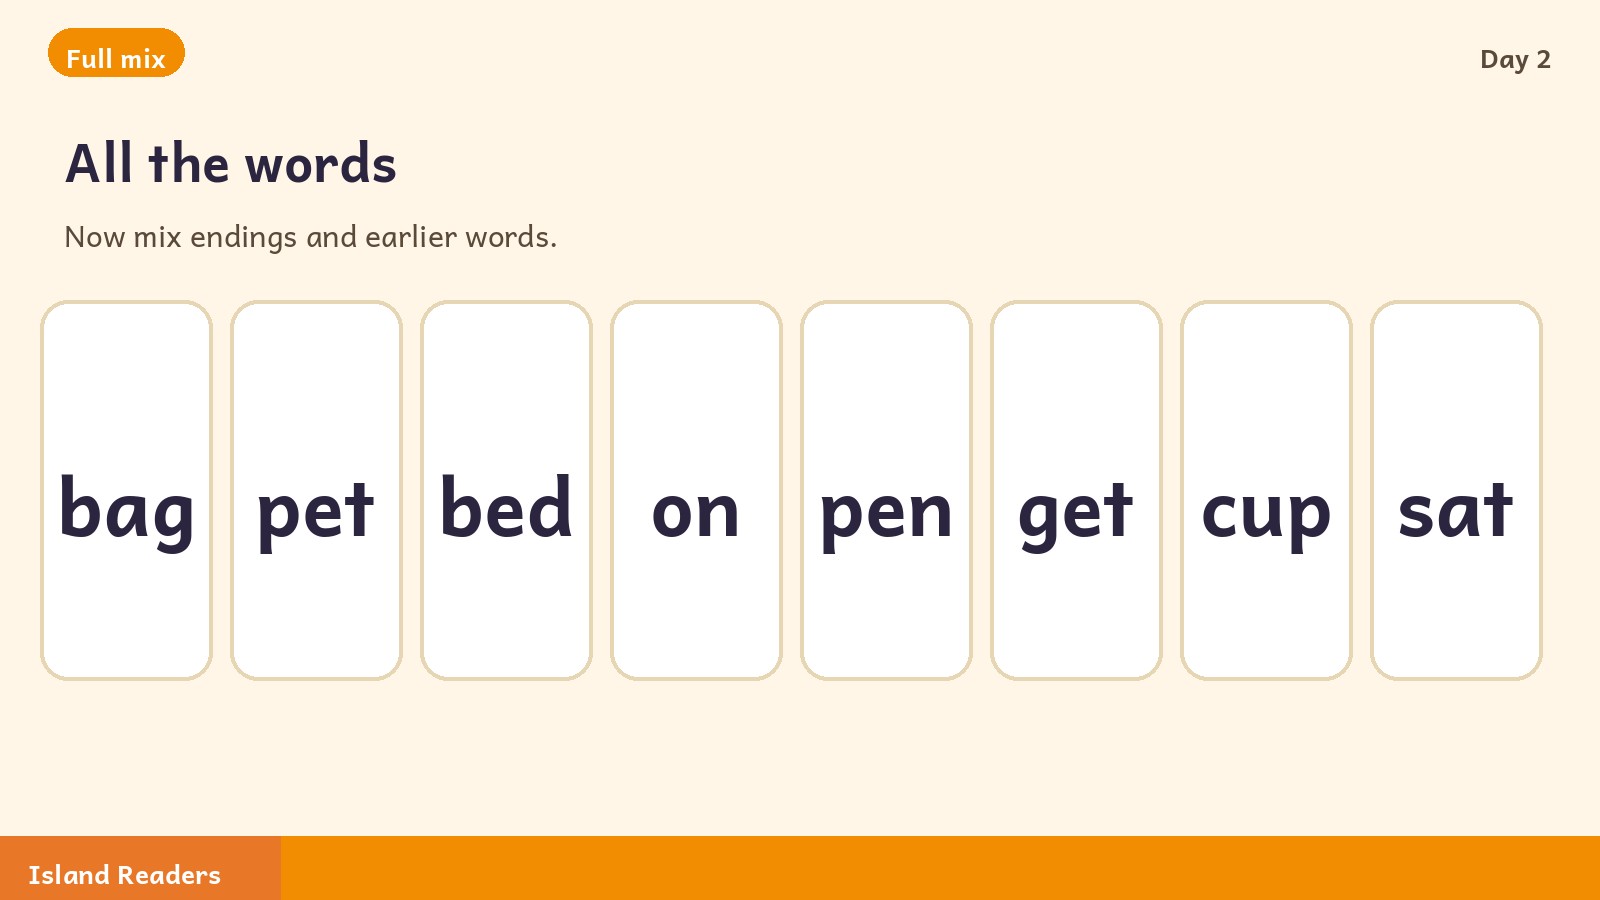 Full mix
Day 2
All the words
Now mix endings and earlier words.
bag pet bed on pen get cup sat
Island Readers